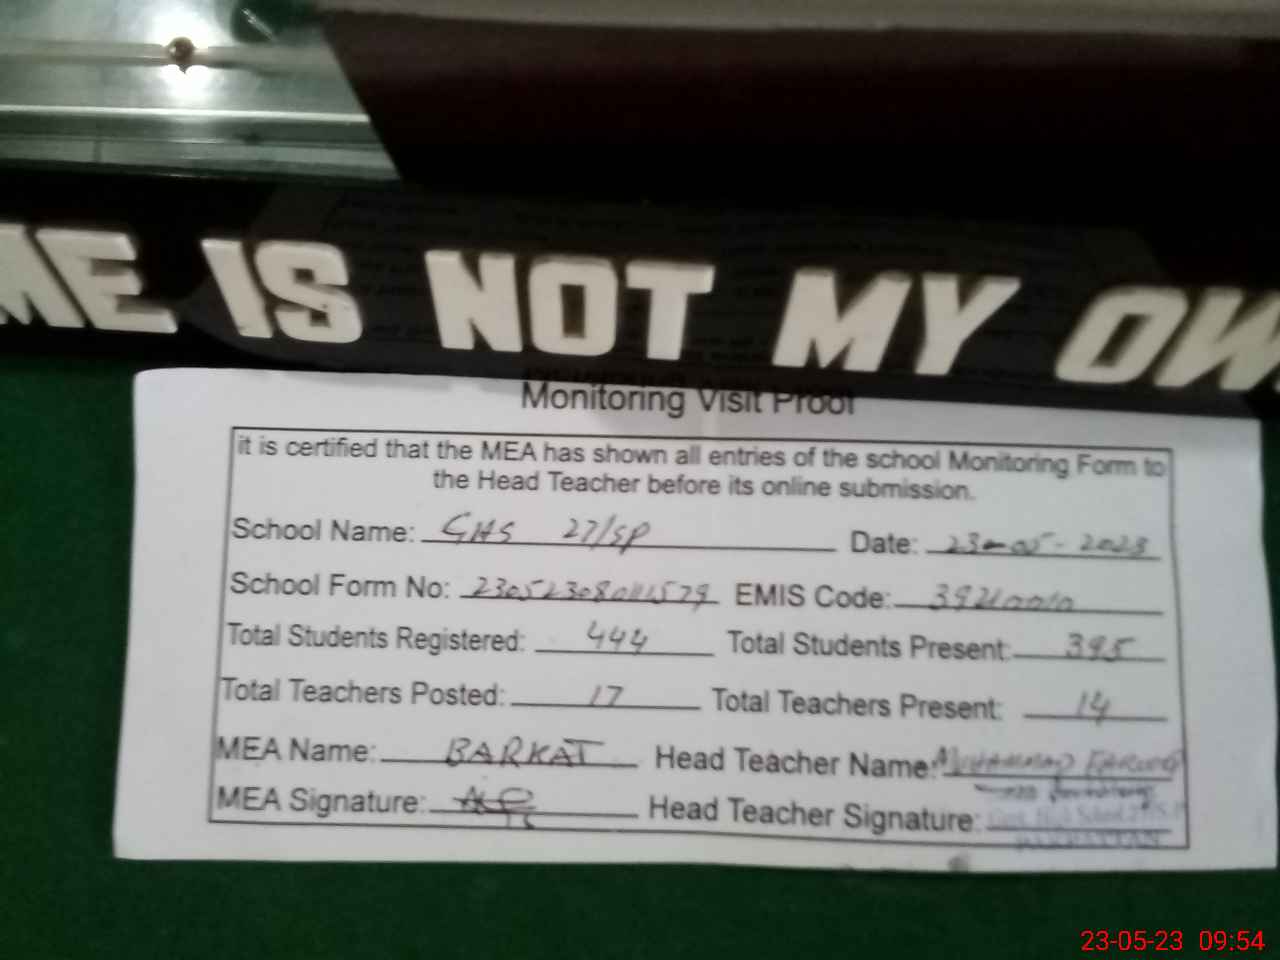 ME IS NOT MY OW
Monitoring Visit Proof
it is certified that the MEA has shown all entries of the school Monitoring Form to
the Head Teacher before its online submission.
School Name: GHS 27/SP Date: 23-05-2023
School Form No: EMIS Code:
Total Students Registered: 444 Total Students Present: 395
Total Teachers Posted: 17 Total Teachers Present: 14
MEA Name: BARKAT Head Teacher Name: MUHAMMAD FAROOQ
MEA Signature: Head Teacher Signature:
23-05-23 09:54